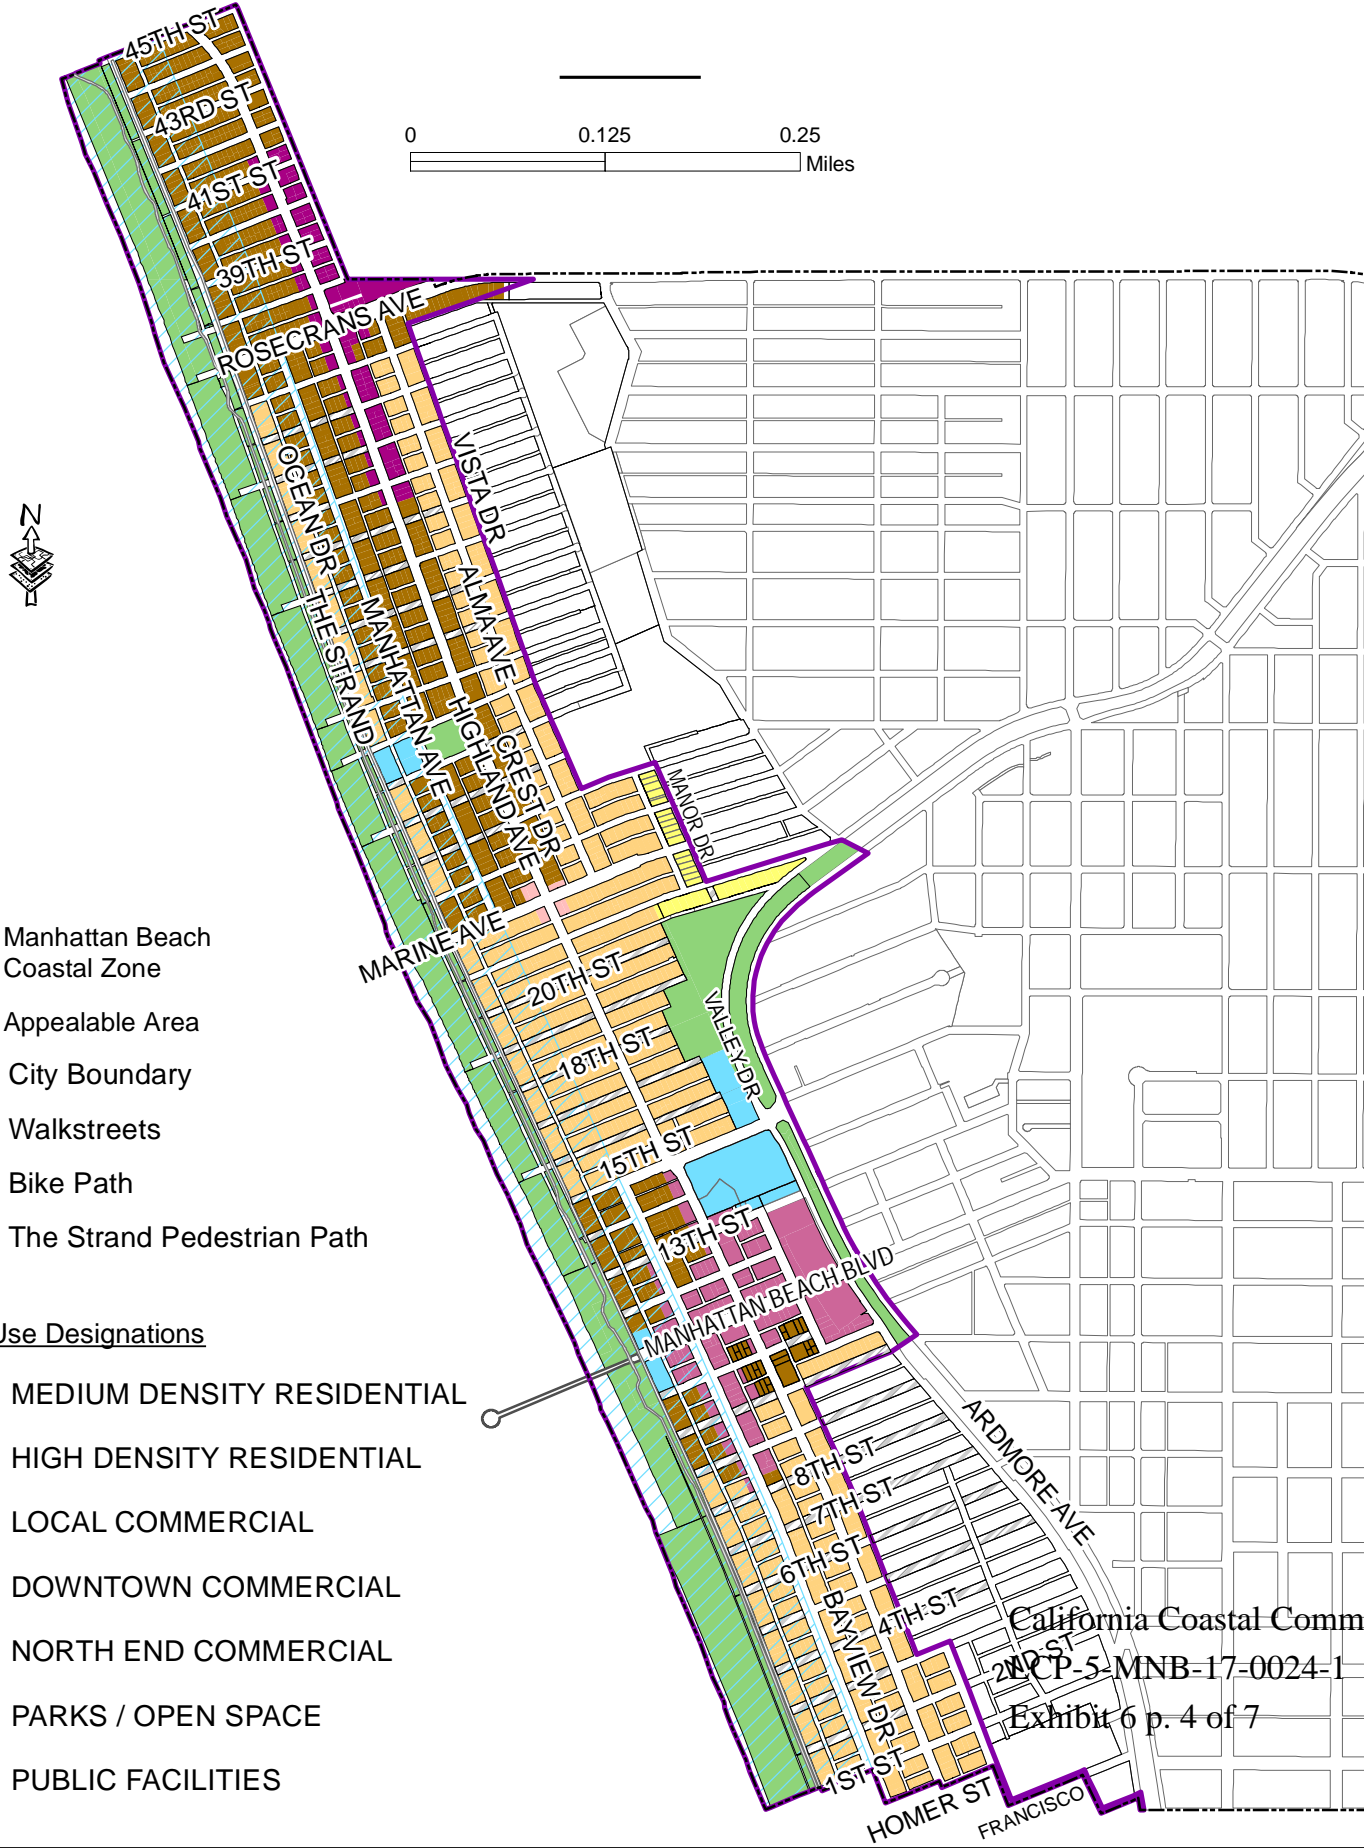 45TH ST
43RD ST
41ST ST
39TH ST
0 0.125 0.25
Miles
ROSECRANS AVE
N
OCEAN DR
VISTA DR
THE STRAND
MANHATTAN AVE
ALMA AVE
HIGHLAND AVE
CREST DR
MANOR DR
MARINE AVE
20TH ST
VALLEY DR
18TH ST
15TH ST
13TH ST
MANHATTAN BEACH BLVD
ARDMORE AVE
8TH ST
7TH ST
6TH ST
BAYVIEW DR
4TH ST
2ND ST
1ST ST
HOMER ST
FRANCISCO
Manhattan Beach
Coastal Zone
Appealable Area
City Boundary
Walkstreets
Bike Path
The Strand Pedestrian Path
Use Designations
MEDIUM DENSITY RESIDENTIAL
HIGH DENSITY RESIDENTIAL
LOCAL COMMERCIAL
DOWNTOWN COMMERCIAL
NORTH END COMMERCIAL
PARKS / OPEN SPACE
PUBLIC FACILITIES
California Coastal Comm
LCP-5-MNB-17-0024-1
Exhibit 6 p. 4 of 7